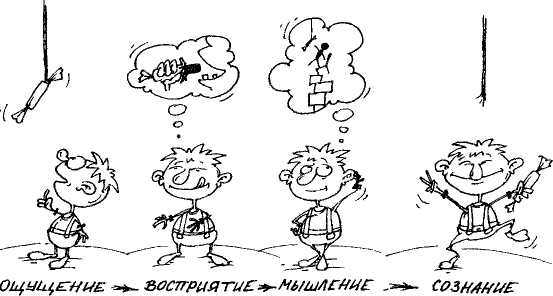 ОЩУЩЕНИЕ → ВОСПРИЯТИЕ → МЫШЛЕНИЕ → СОЗНАНИЕ